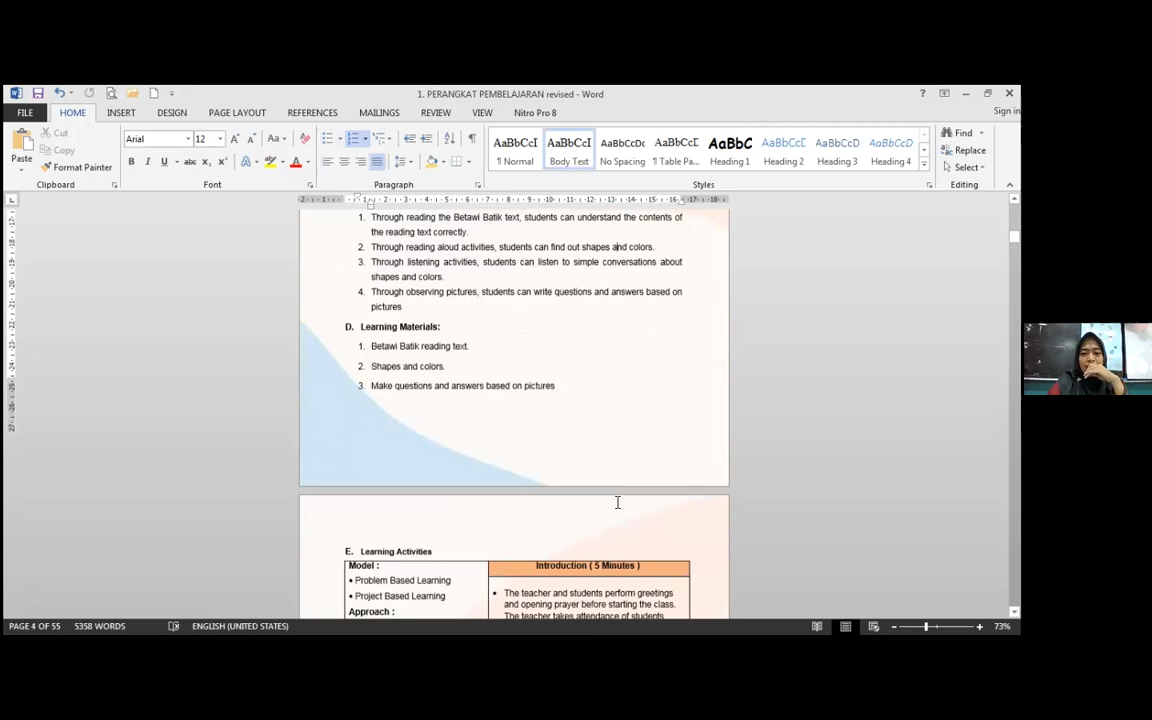 1. PERANGKAT PEMBELAJARAN revised - Word
Sign in
FILE HOME INSERT DESIGN PAGE LAYOUT REFERENCES MAILINGS REVIEW VIEW Nitro Pro 8
Paste
Cut
Copy
Format Painter
Clipboard
Arial 12
Font
Paragraph
AaBbCcI AaBbCcI AaBbCcDc AaBbCcD AaBbC AaBbCcI AaBbCcD AaBbCcD
¶ Normal Body Text No Spacing ¶ Table Pa... Heading 1 Heading 2 Heading 3 Heading 4
Styles
Find
Replace
Select
Editing
1. Through reading the Betawi Batik text, students can understand the contents of
the reading text correctly.
2. Through reading aloud activities, students can find out shapes and colors.
3. Through listening activities, students can listen to simple conversations about
shapes and colors.
4. Through observing pictures, students can write questions and answers based on
pictures
D. Learning Materials:
1. Betawi Batik reading text.
2. Shapes and colors.
3. Make questions and answers based on pictures
E. Learning Activities
Model :
• Problem Based Learning
• Project Based Learning
Approach :
Introduction ( 5 Minutes )
• The teacher and students perform greetings
and opening prayer before starting the class.
The teacher takes attendance of students
PAGE 4 OF 55 5358 WORDS ENGLISH (UNITED STATES) 73%